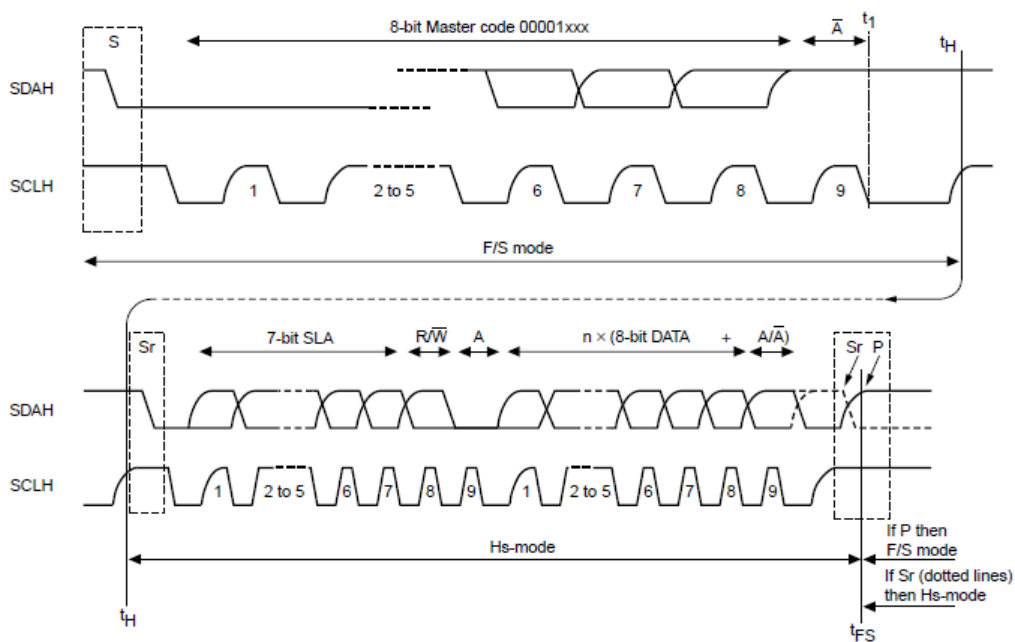 8-bit Master code 00001xxx
A̅
t1
S
tH
SDAH
SCLH
1
2 to 5
6
7
8
9
F/S mode
Sr
7-bit SLA
R/W̅
A
n × (8-bit DATA
+
A/A̅)
Sr
P
SDAH
SCLH
1
2 to 5
6
7
8
9
1
2 to 5
6
7
8
9
Hs-mode
If P then
F/S mode
If Sr (dotted lines)
then Hs-mode
tH
tFS